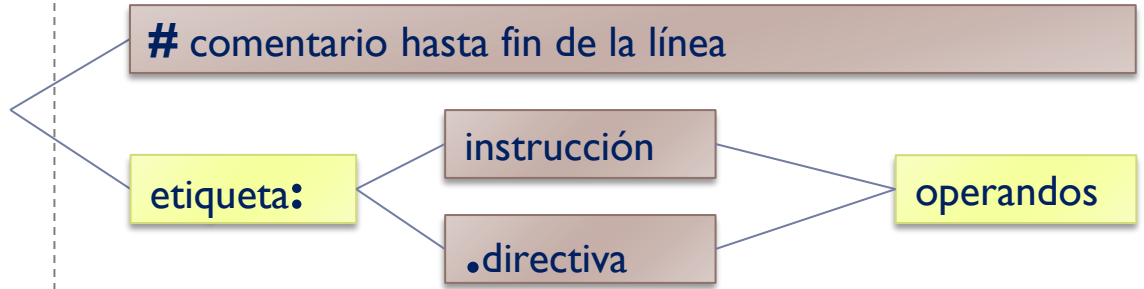 # comentario hasta fin de la línea
instrucción
etiqueta:
operandos
.directiva